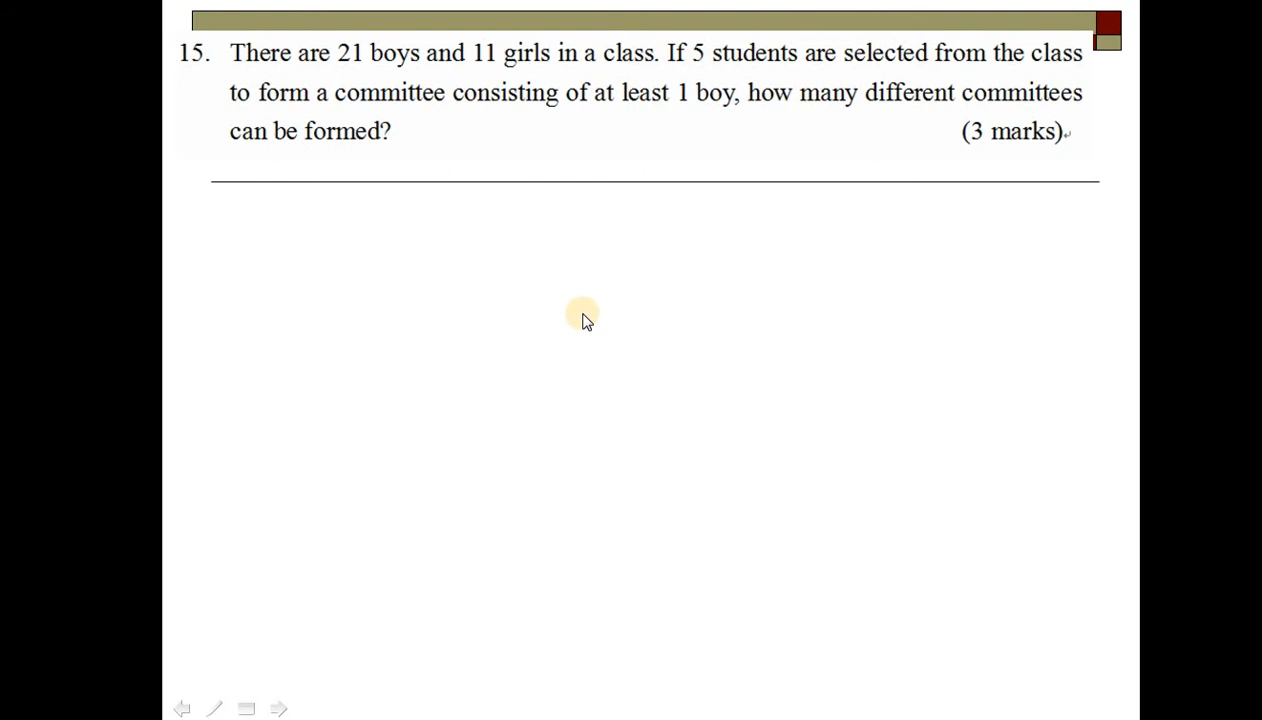 15. There are 21 boys and 11 girls in a class. If 5 students are selected from the class
to form a committee consisting of at least 1 boy, how many different committees
can be formed? (3 marks)